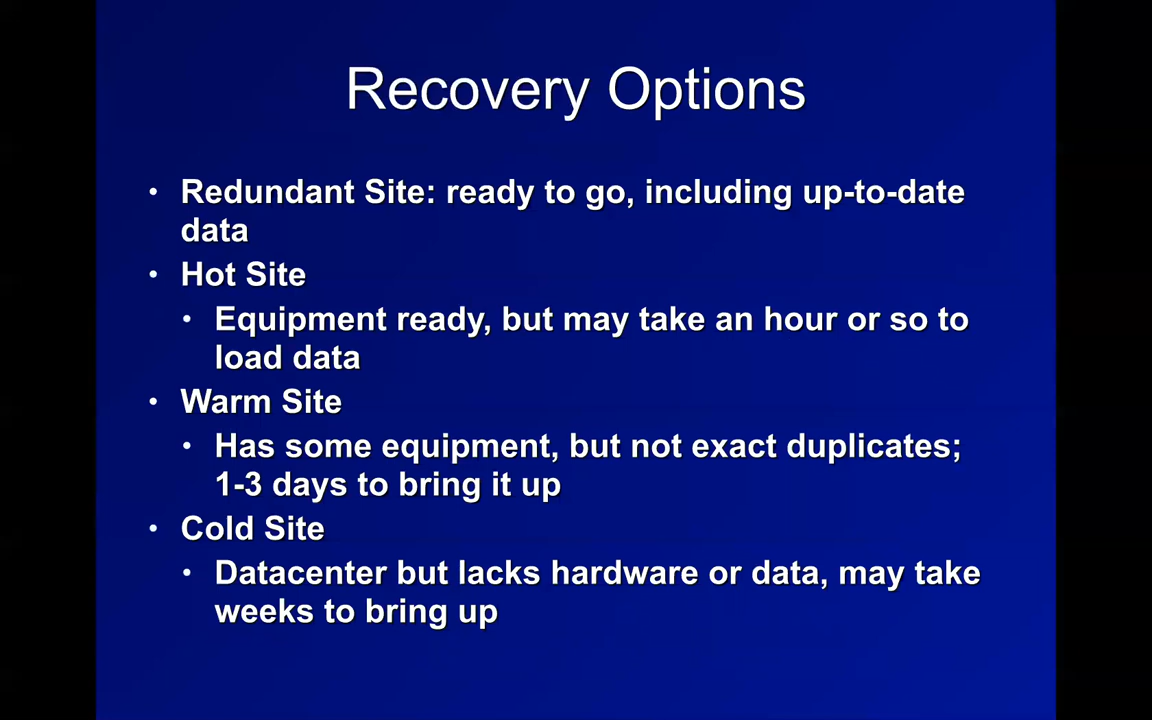 Recovery Options
• Redundant Site: ready to go, including up-to-date
data
• Hot Site
• Equipment ready, but may take an hour or so to
load data
• Warm Site
• Has some equipment, but not exact duplicates;
1-3 days to bring it up
• Cold Site
• Datacenter but lacks hardware or data, may take
weeks to bring up